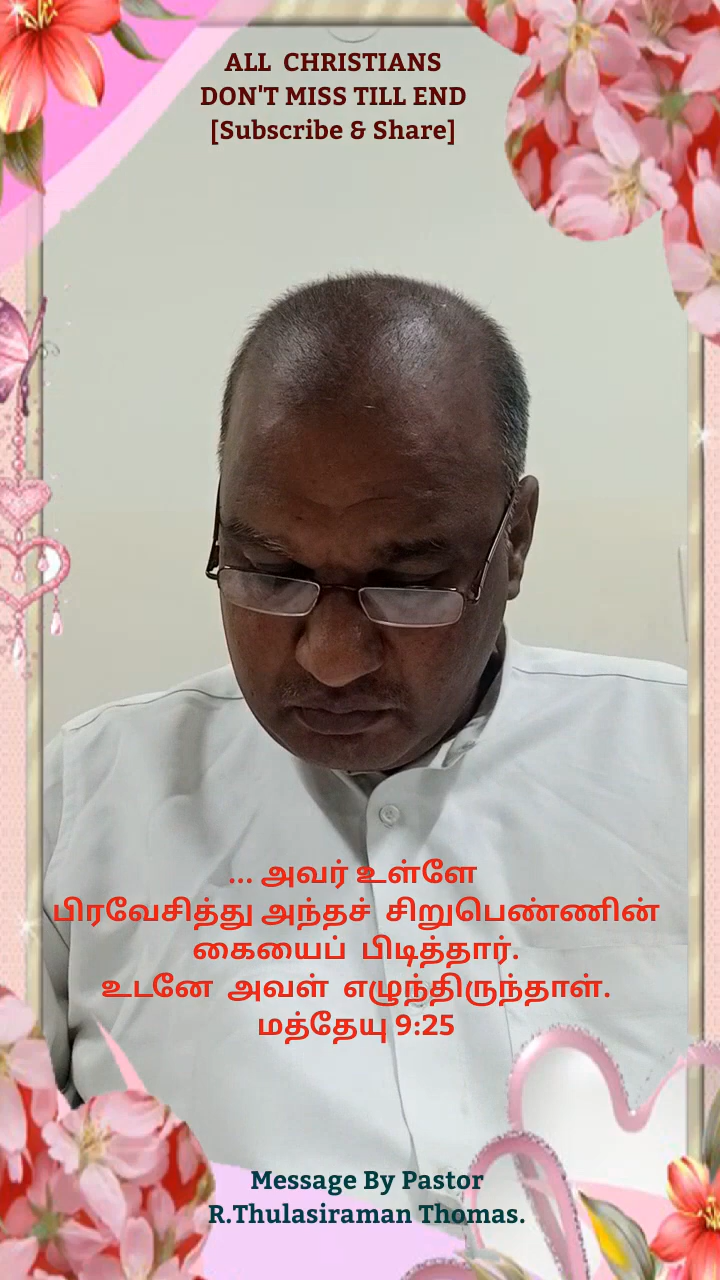 ALL CHRISTIANS
DON'T MISS TILL END
[Subscribe & Share]
... அவர் உள்ளே
பிரவேசித்து அந்தச் சிறுபெண்ணின்
கையைப் பிடித்தார்.
உடனே அவள் எழுந்திருந்தாள்.
மத்தேயு 9:25
Message By Pastor
R.Thulasiraman Thomas.